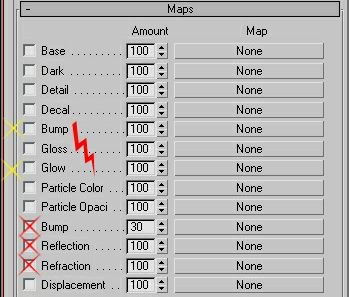 - Maps
Amount Map
Base 100 None
Dark 100 None
Detail 100 None
Decal 100 None
Bump 100 None
Gloss 100 None
Glow 100 None
Particle Color 100 None
Particle Opaci 100 None
Bump 30 None
Reflection 100 None
Refraction 100 None
Displacement 100 None